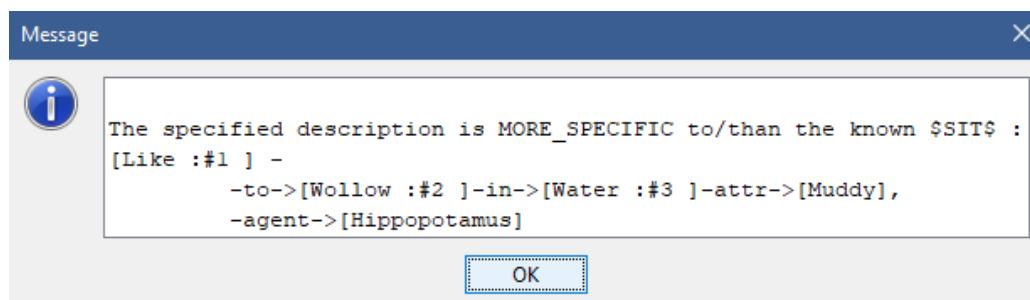 Message
The specified description is MORE_SPECIFIC to/than the known $SIT$ :
[Like :#1 ] -
-to->[Wollow :#2 ]-in->[Water :#3 ]-attr->[Muddy],
-agent->[Hippopotamus]
OK